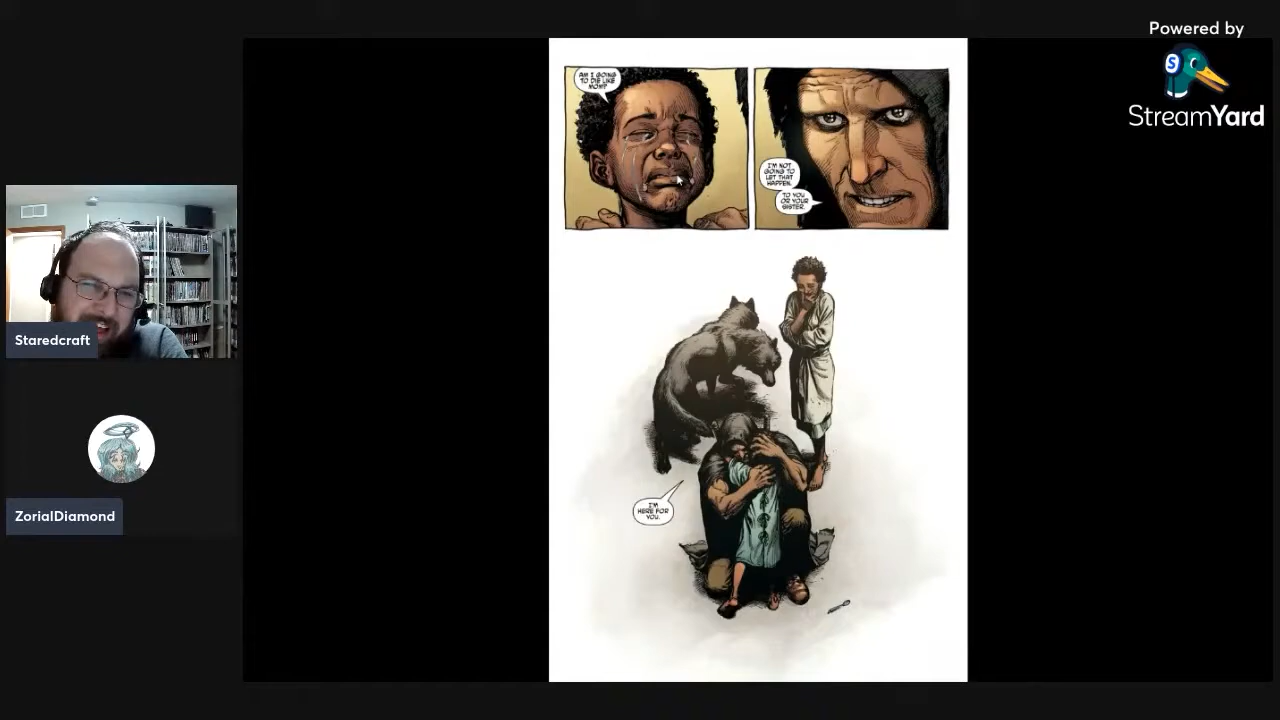 Powered by
StreamYard
AM I GOING
TO DIE LIKE
MOM?
I'M NOT
GOING TO
LET THAT
HAPPEN.
TO YOU
OR YOUR
SISTER.
Staredcraft
I'M
HERE FOR
YOU.
ZorialDiamond